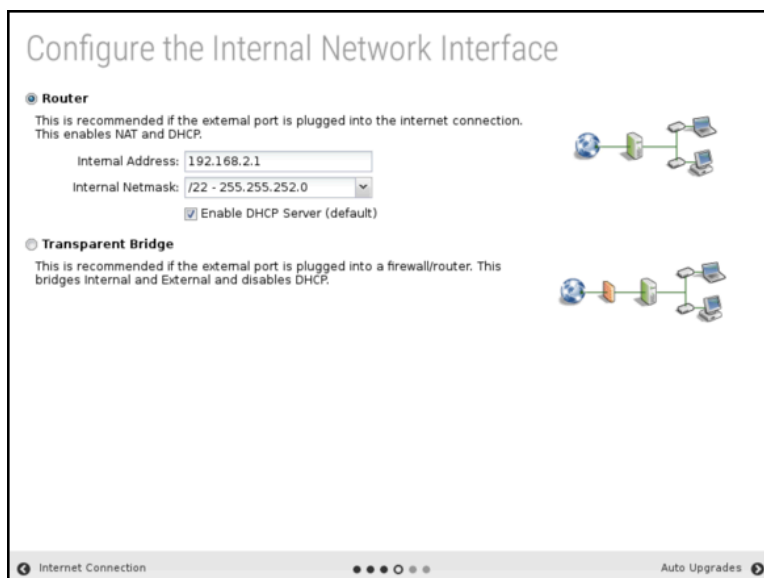 Configure the Internal Network Interface
Router
This is recommended if the external port is plugged into the internet connection.
This enables NAT and DHCP.
Internal Address: 192.168.2.1
Internal Netmask: /22 - 255.255.252.0
Enable DHCP Server (default)
Transparent Bridge
This is recommended if the external port is plugged into a firewall/router. This
bridges Internal and External and disables DHCP.
Internet Connection
Auto Upgrades